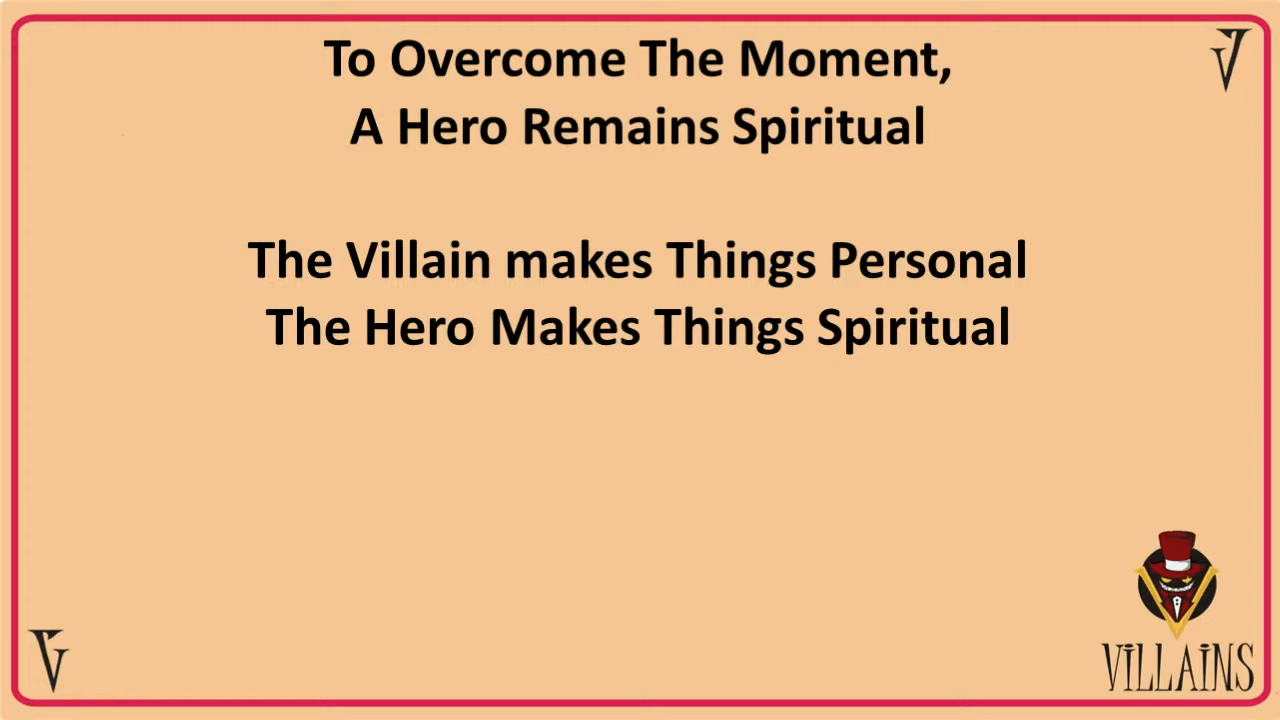 To Overcome The Moment,
A Hero Remains Spiritual
The Villain makes Things Personal
The Hero Makes Things Spiritual
V
V
VILLAINS